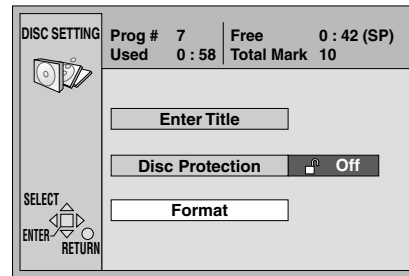 DISC SETTING
Prog # 7 Free 0 : 42 (SP)
Used 0 : 58 Total Mark 10
Enter Title
Disc Protection Off
Format
SELECT
ENTER
RETURN